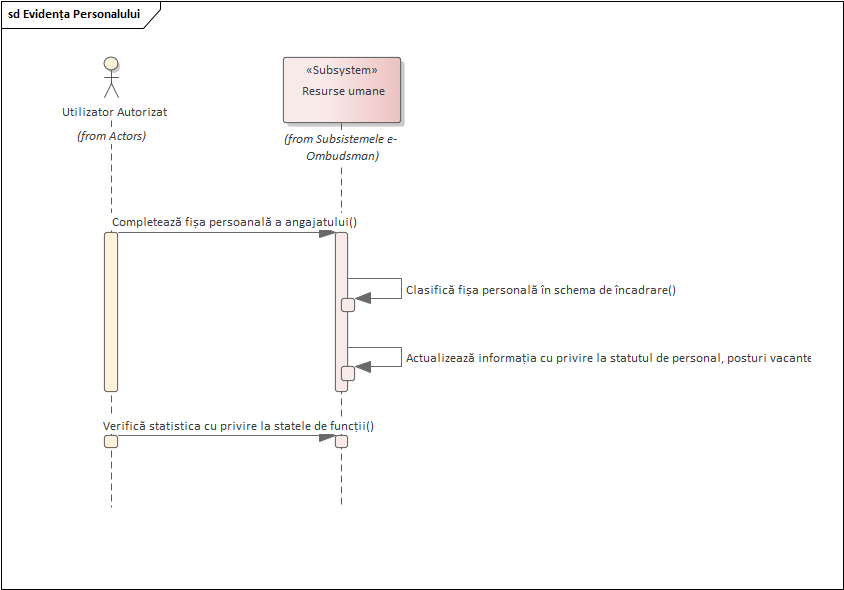 sd Evidența Personalului
«Subsystem»
Resurse umane
Utilizator Autorizat
(from Actors)
(from Subsistemele e-
Ombudsman)
Completează fișa persoanală a angajatului()
Clasifică fișa personală în schema de încadrare()
Actualizează informația cu privire la statutul de personal, posturi vacante
Verifică statistica cu privire la statele de funcții()